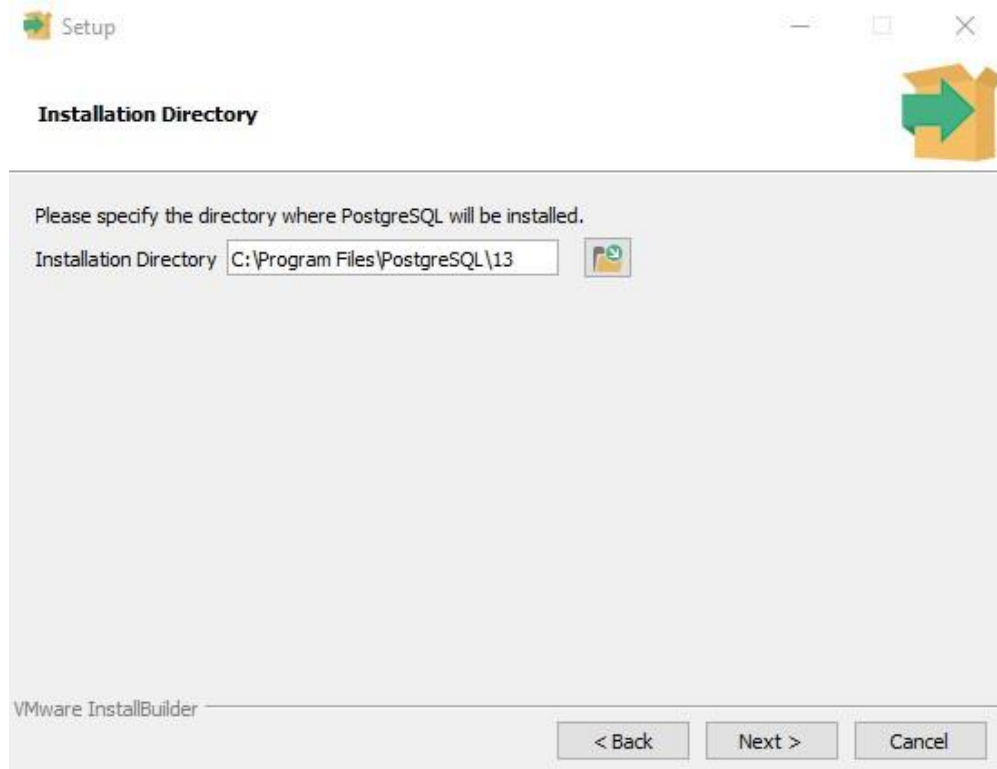 Setup
Installation Directory
Please specify the directory where PostgreSQL will be installed.
Installation Directory C:\Program Files\PostgreSQL\13
VMware InstallBuilder
< Back Next > Cancel